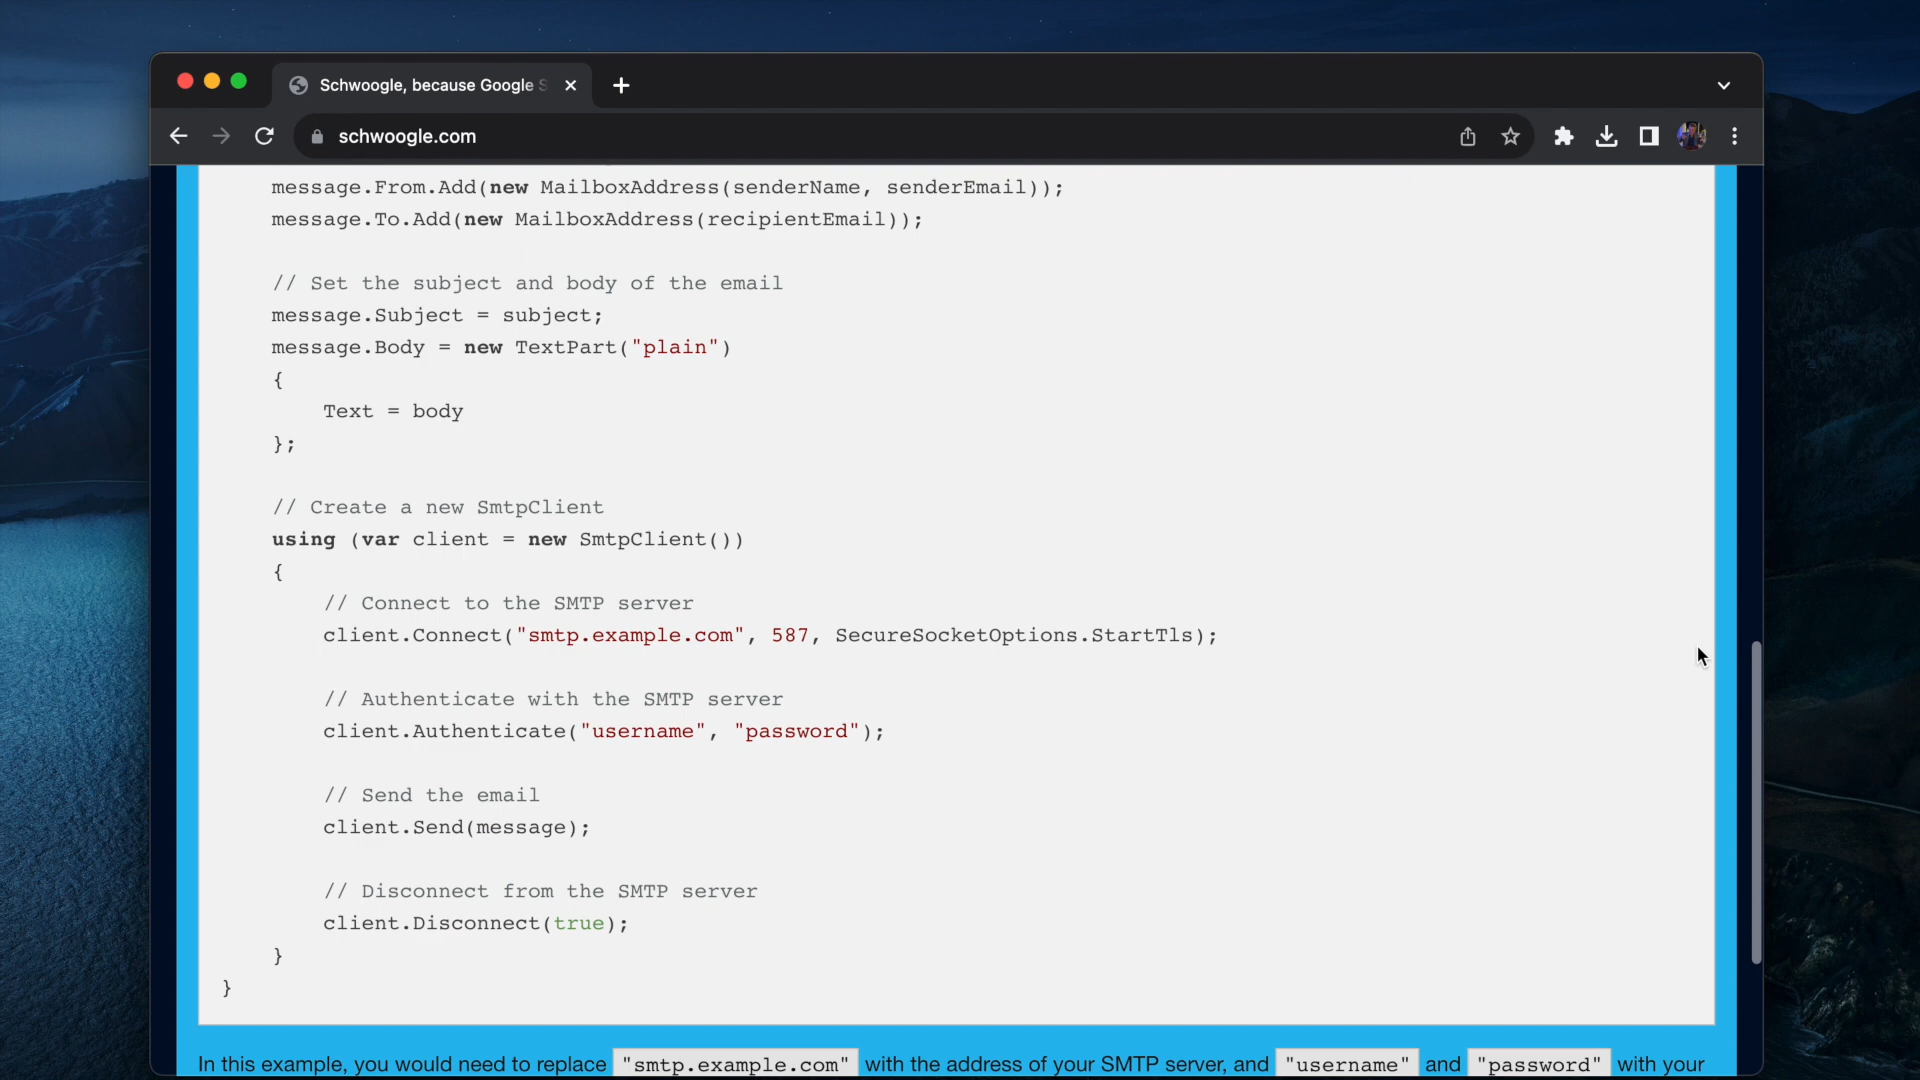 Schwoogle, because Google S
schwoogle.com
message.From.Add(new MailboxAddress(senderName, senderEmail));
message.To.Add(new MailboxAddress(recipientEmail));
// Set the subject and body of the email
message.Subject = subject;
message.Body = new TextPart("plain")
{
Text = body
};
// Create a new SmtpClient
using (var client = new SmtpClient())
{
// Connect to the SMTP server
client.Connect("smtp.example.com", 587, SecureSocketOptions.StartTls);
// Authenticate with the SMTP server
client.Authenticate("username", "password");
// Send the email
client.Send(message);
// Disconnect from the SMTP server
client.Disconnect(true);
}
}
In this example, you would need to replace "smtp.example.com" with the address of your SMTP server, and "username" and "password" with your